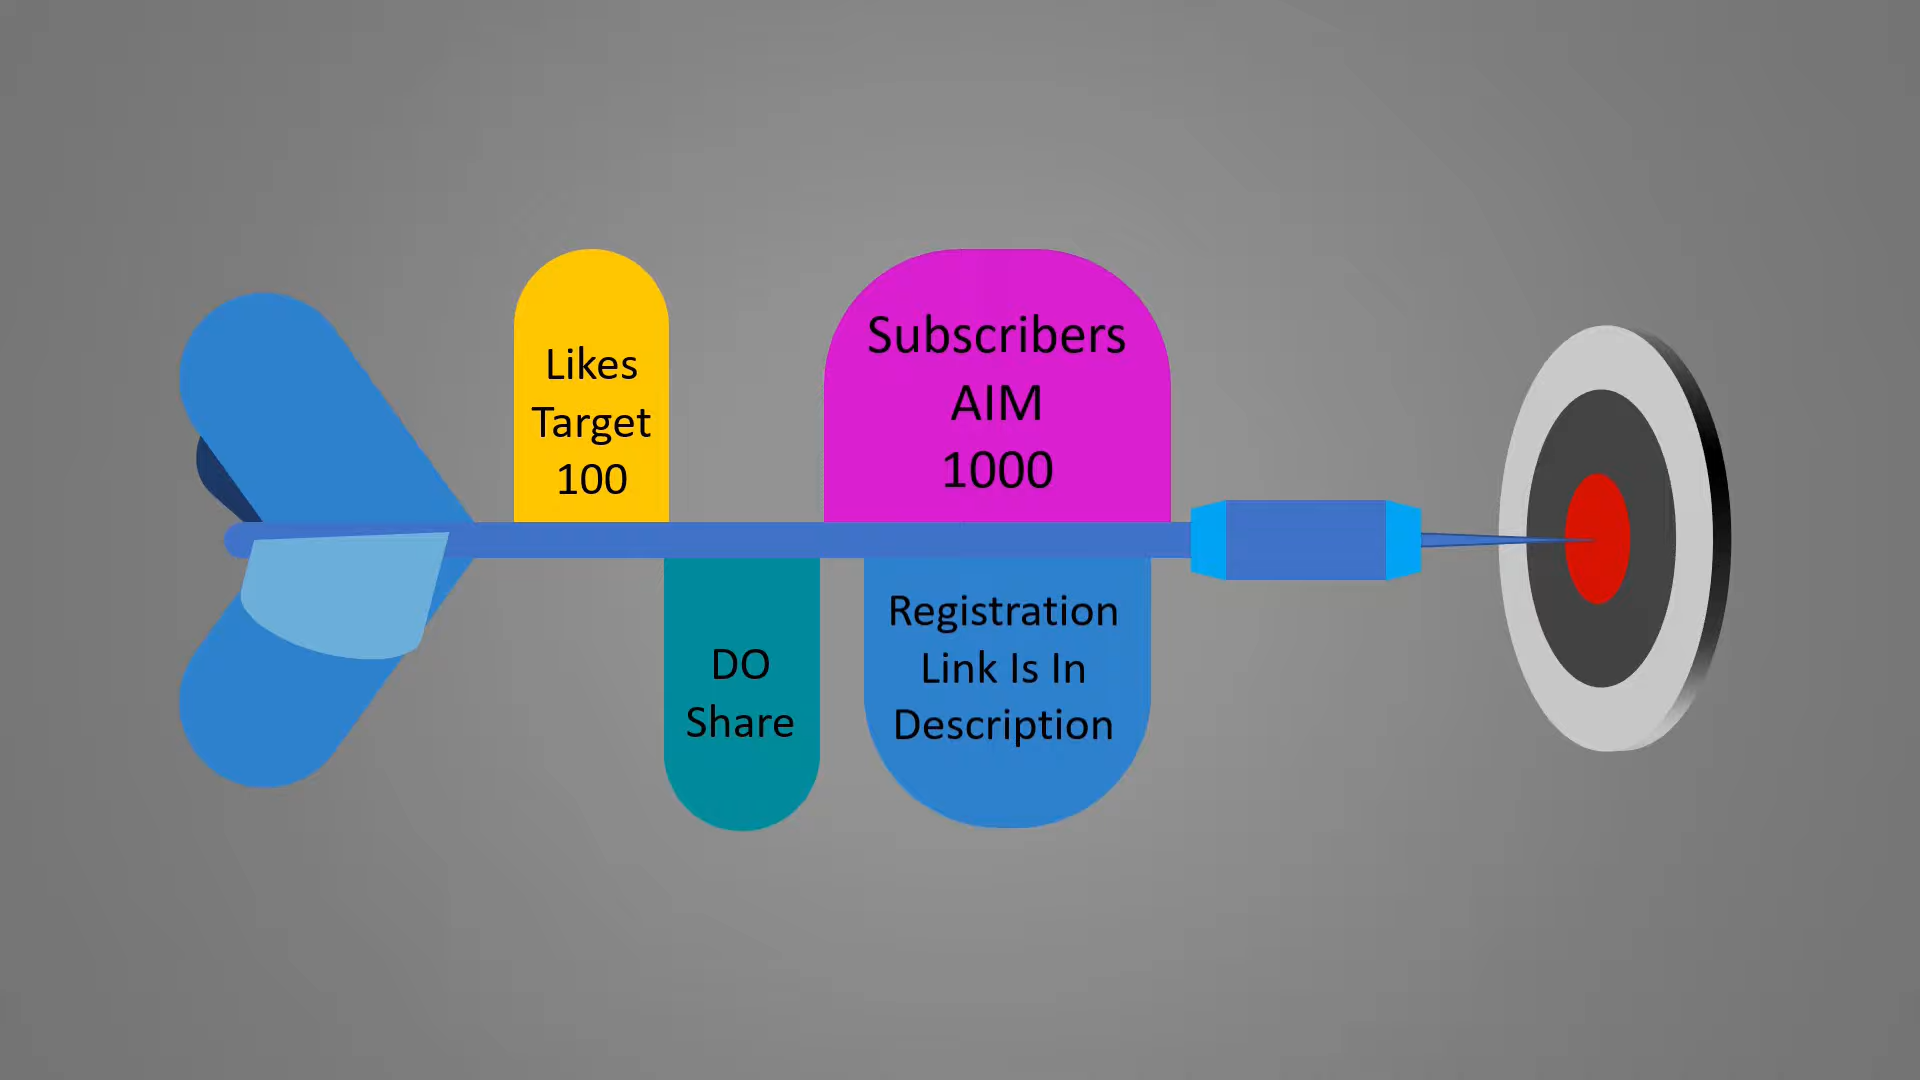 Likes
Target
100
Subscribers
AIM
1000
DO
Share
Registration
Link Is In
Description